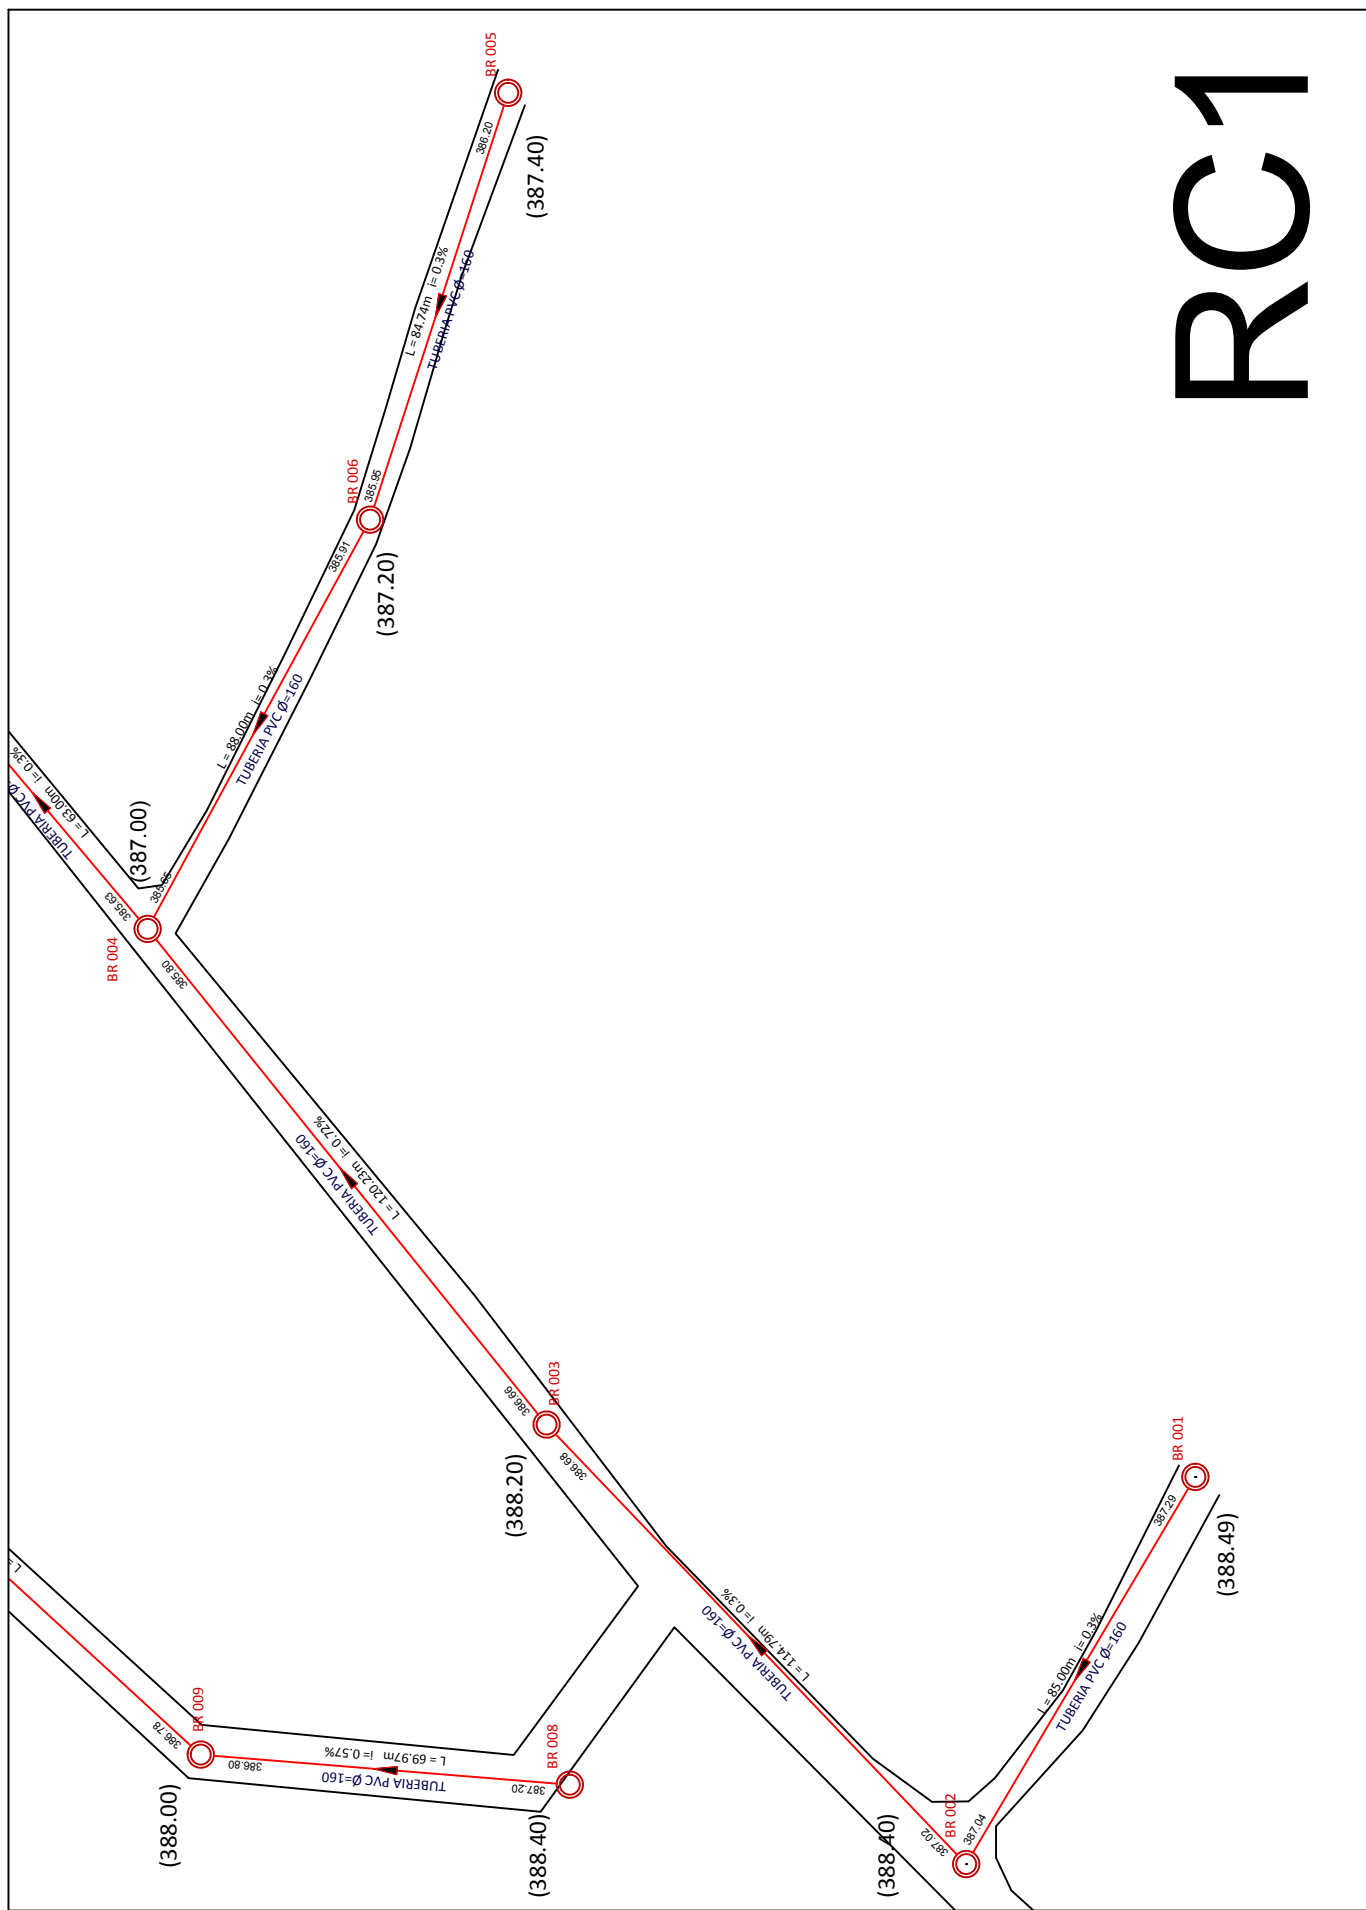 RC1
BR 005
386.20
(387.40)
L = 84.74m i= 0.3%
TUBERIA PVC Ø=160
BR 006
385.95
385.91
(387.20)
L = 88.00m i= 0.3%
TUBERIA PVC Ø=160
L = 63.00m i= 0.3%
TUBERIA PVC Ø
(387.00)
385.65
385.63
BR 004
385.80
L = 120.23m i= 0.72%
TUBERIA PVC Ø=160
BR 003
386.66
386.68
(388.20)
L = 114.79m i= 0.3%
TUBERIA PVC Ø=160
BR 001
387.29
(388.49)
L = 85.00m i= 0.3%
TUBERIA PVC Ø=160
BR 002
387.04
387.02
(388.40)
L =
BR 009
386.78
386.80
(388.00)
L = 69.97m i= 0.57%
TUBERIA PVC Ø=160
BR 008
387.20
(388.40)